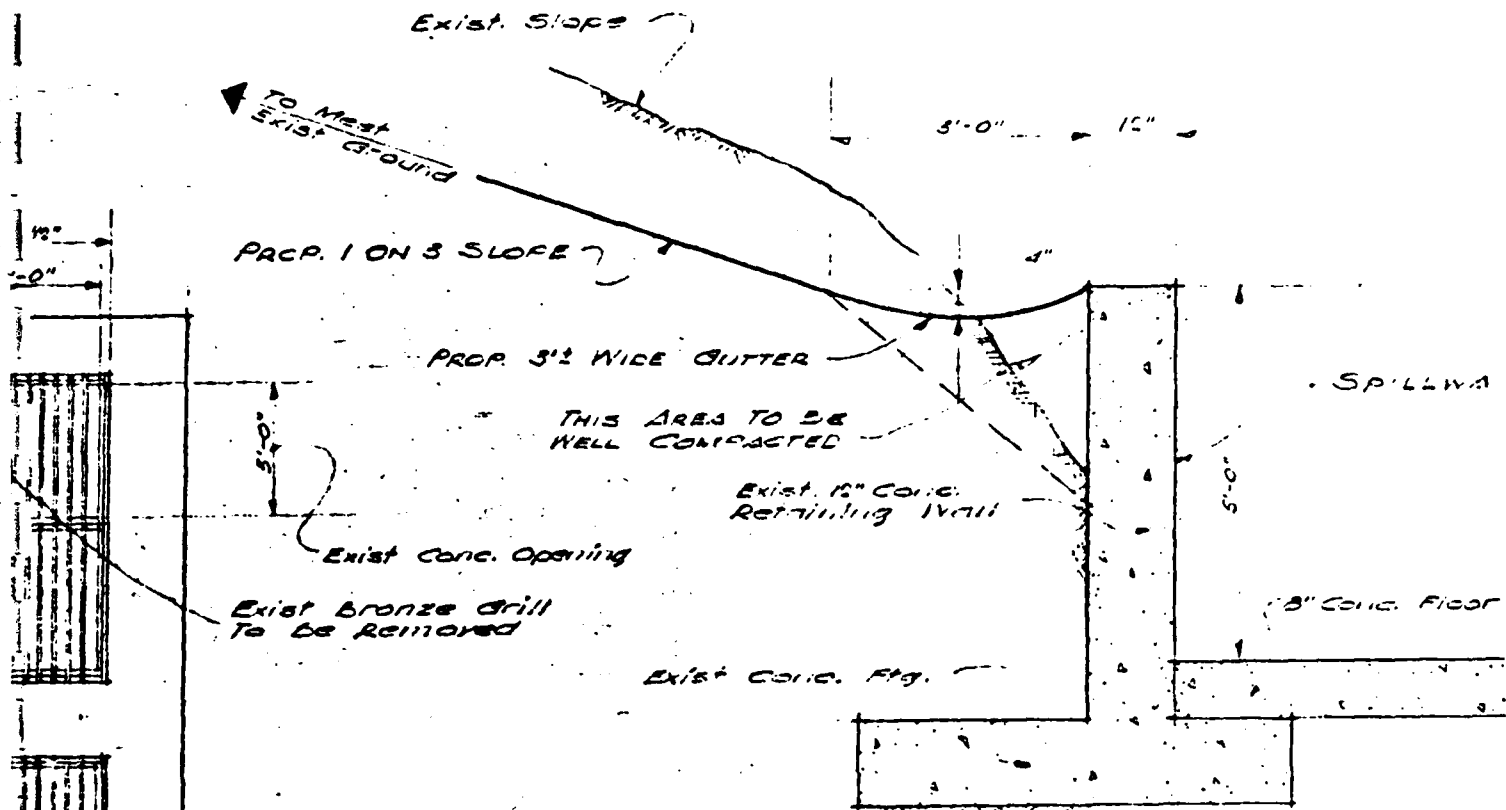 Exist. Slope
To Meet
Exist Ground
3'-0"
12"
PROP. 1 ON 3 SLOPE
4"
PROP. 3'± WIDE GUTTER
THIS AREA TO BE
WELL COMPACTED
SPILLWA
5'-0"
Exist. 12" Conc.
Retaining Wall
5'-0"
Exist Conc. Opening
Exist Bronze Grill
To be Removed
8" Conc. Floor
Exist Conc. Ftg.